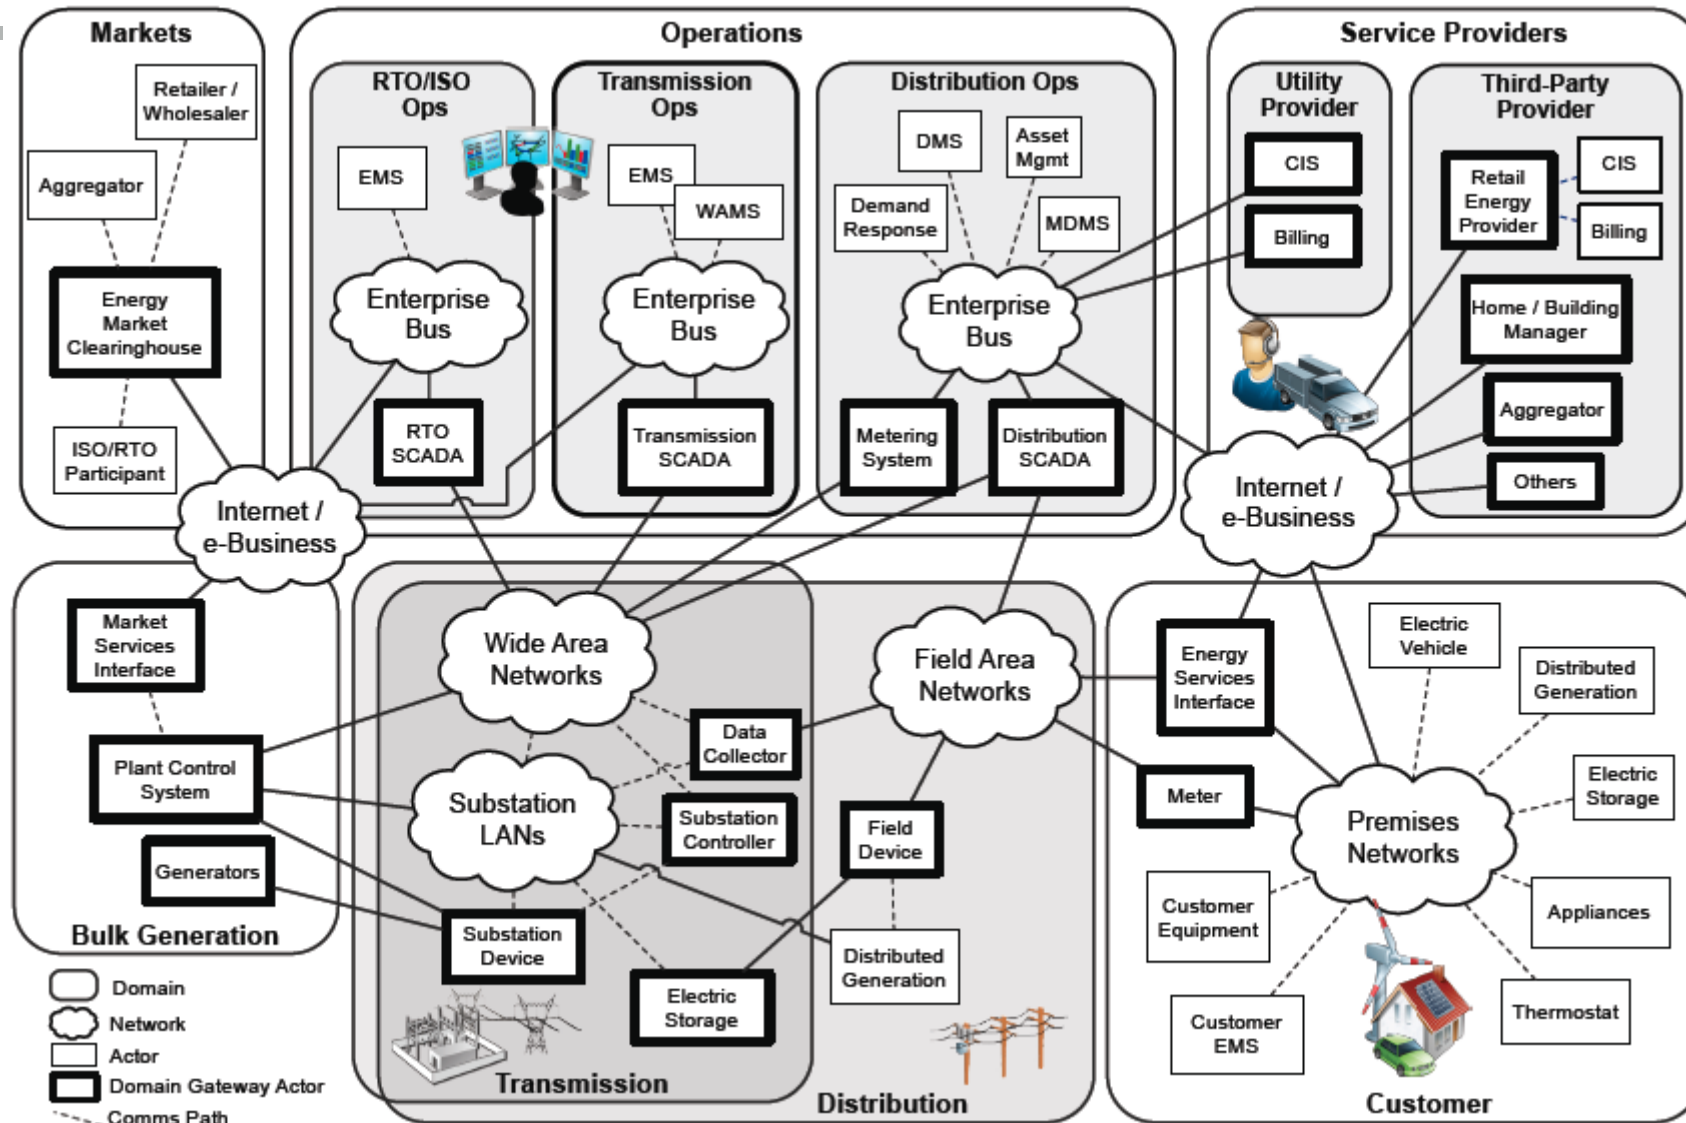 Markets
Retailer /
Wholesaler
Aggregator
Energy
Market
Clearinghouse
ISO/RTO
Participant
Operations
RTO/ISO
Ops
EMS
Enterprise
Bus
RTO
SCADA
Transmission
Ops
EMS
WAMS
Enterprise
Bus
Transmission
SCADA
Distribution Ops
DMS
Asset
Mgmt
Demand
Response
MDMS
Enterprise
Bus
Metering
System
Distribution
SCADA
Service Providers
Utility
Provider
CIS
Billing
Third-Party
Provider
Retail
Energy
Provider
CIS
Billing
Home / Building
Manager
Aggregator
Others
Internet /
e-Business
Internet /
e-Business
Market
Services
Interface
Plant Control
System
Generators
Bulk Generation
Wide Area
Networks
Data
Collector
Substation
LANs
Substation
Controller
Substation
Device
Electric
Storage
Transmission
Field Area
Networks
Field
Device
Distributed
Generation
Distribution
Energy
Services
Interface
Meter
Electric
Vehicle
Distributed
Generation
Electric
Storage
Premises
Networks
Customer
Equipment
Appliances
Customer
EMS
Thermostat
Customer
Domain
Network
Actor
Domain Gateway Actor
Comms Path